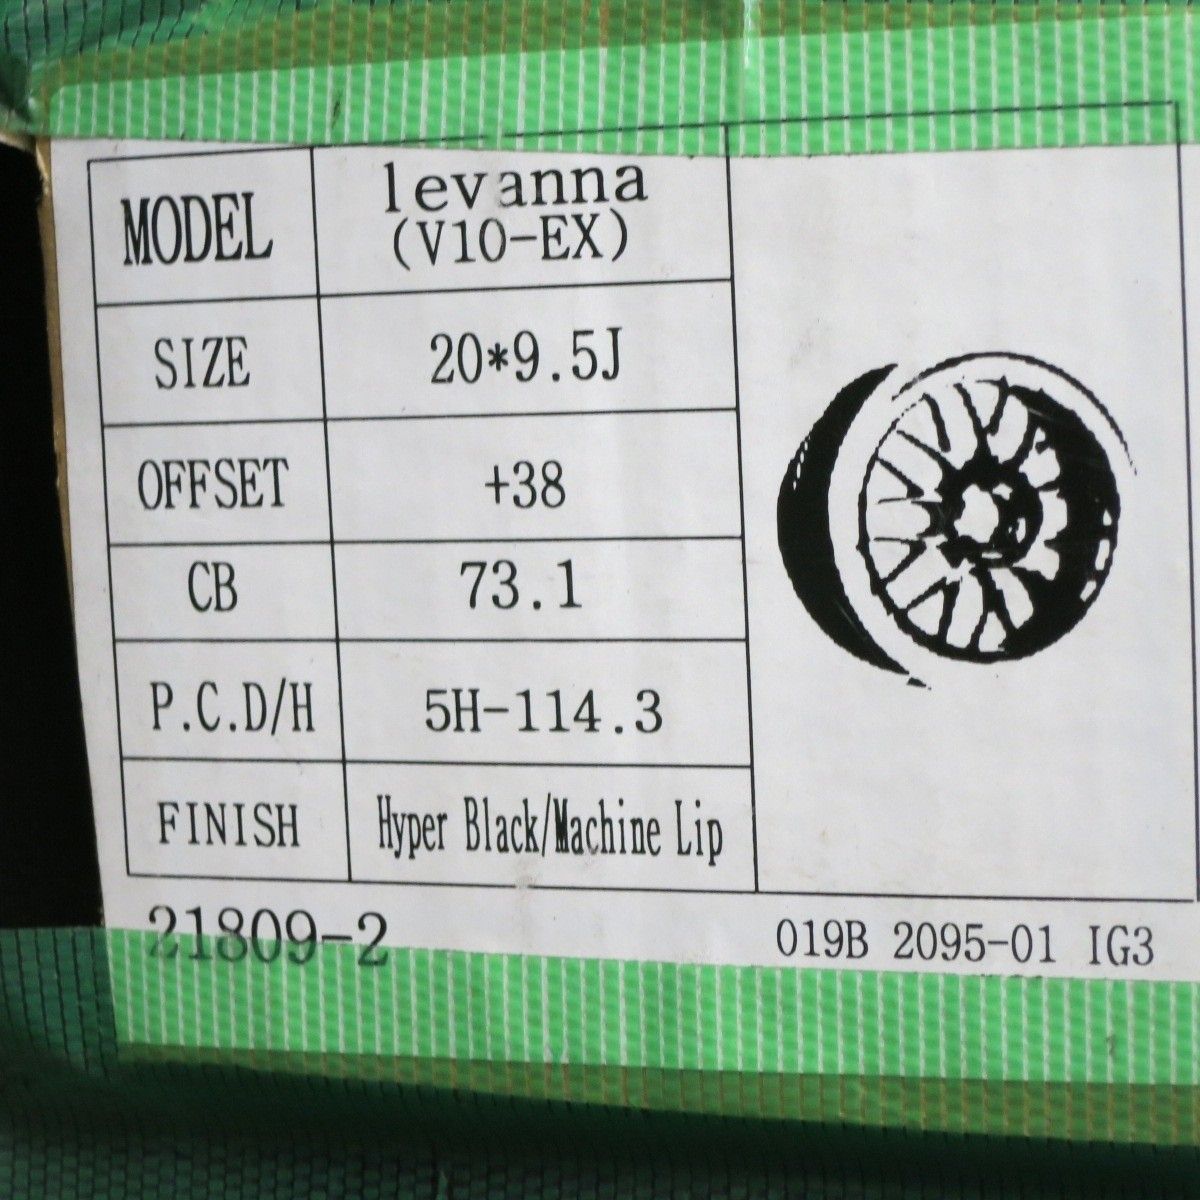 MODEL levanna
(V10-EX)
SIZE 20*9.5J
OFFSET +38
CB 73.1
P.C.D/H 5H-114.3
FINISH Hyper Black/Machine Lip
21809-2 019B 2095-01 IG3